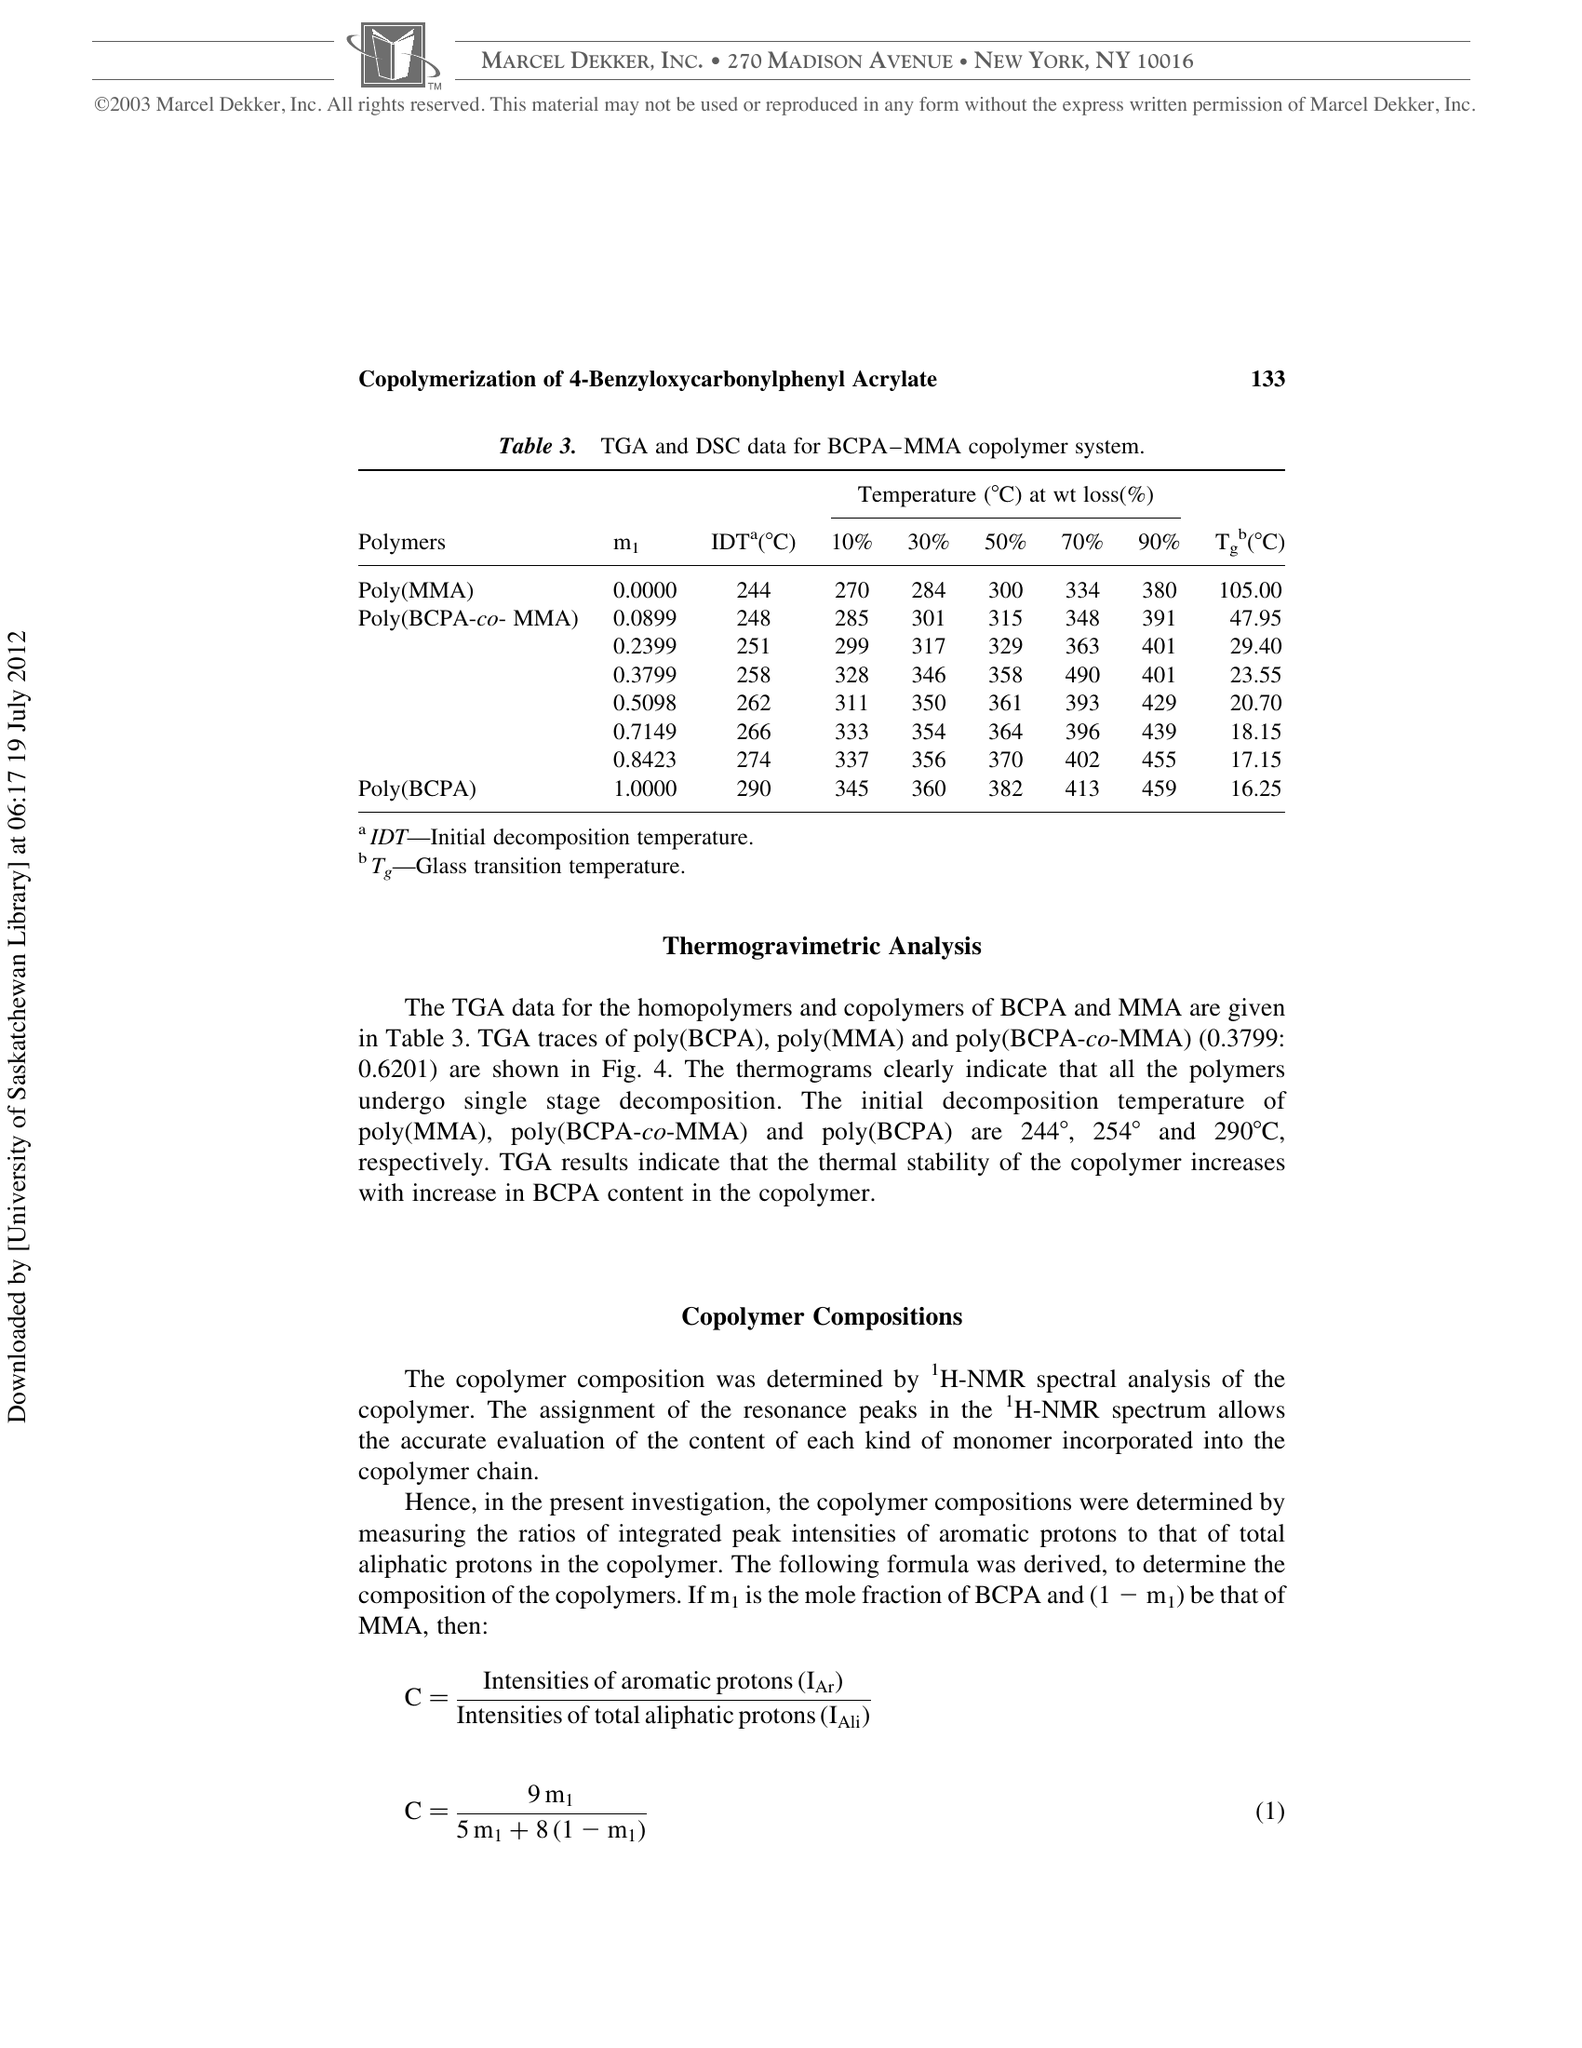 MARCEL DEKKER, INC. • 270 MADISON AVENUE • NEW YORK, NY 10016
TM
©2003 Marcel Dekker, Inc. All rights reserved. This material may not be used or reproduced in any form without the express written permission of Marcel Dekker, Inc.
Copolymerization of 4-Benzyloxycarbonylphenyl Acrylate 133
Table 3. TGA and DSC data for BCPA–MMA copolymer system.
Temperature (°C) at wt loss(%)
Polymers m₁ IDTᵃ(°C) 10% 30% 50% 70% 90% Tgᵇ(°C)
Poly(MMA) 0.0000 244 270 284 300 334 380 105.00
Poly(BCPA-co- MMA) 0.0899 248 285 301 315 348 391 47.95
0.2399 251 299 317 329 363 401 29.40
0.3799 258 328 346 358 490 401 23.55
0.5098 262 311 350 361 393 429 20.70
0.7149 266 333 354 364 396 439 18.15
0.8423 274 337 356 370 402 455 17.15
Poly(BCPA) 1.0000 290 345 360 382 413 459 16.25
ᵃ IDT—Initial decomposition temperature.
ᵇ Tg—Glass transition temperature.
Thermogravimetric Analysis
The TGA data for the homopolymers and copolymers of BCPA and MMA are given
in Table 3. TGA traces of poly(BCPA), poly(MMA) and poly(BCPA-co-MMA) (0.3799:
0.6201) are shown in Fig. 4. The thermograms clearly indicate that all the polymers
undergo single stage decomposition. The initial decomposition temperature of
poly(MMA), poly(BCPA-co-MMA) and poly(BCPA) are 244°, 254° and 290°C,
respectively. TGA results indicate that the thermal stability of the copolymer increases
with increase in BCPA content in the copolymer.
Copolymer Compositions
The copolymer composition was determined by ¹H-NMR spectral analysis of the
copolymer. The assignment of the resonance peaks in the ¹H-NMR spectrum allows
the accurate evaluation of the content of each kind of monomer incorporated into the
copolymer chain.
Hence, in the present investigation, the copolymer compositions were determined by
measuring the ratios of integrated peak intensities of aromatic protons to that of total
aliphatic protons in the copolymer. The following formula was derived, to determine the
composition of the copolymers. If m₁ is the mole fraction of BCPA and (1 − m₁) be that of
MMA, then:
C = Intensities of aromatic protons (I_Ar) / Intensities of total aliphatic protons (I_Ali)
C = 9 m₁ / 5 m₁ + 8 (1 − m₁) (1)
Downloaded by [University of Saskatchewan Library] at 06:17 19 July 2012